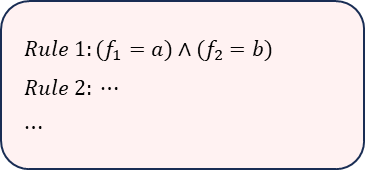 Rule 1: (f₁ = a) ∧ (f₂ = b)
Rule 2: ⋯
⋯